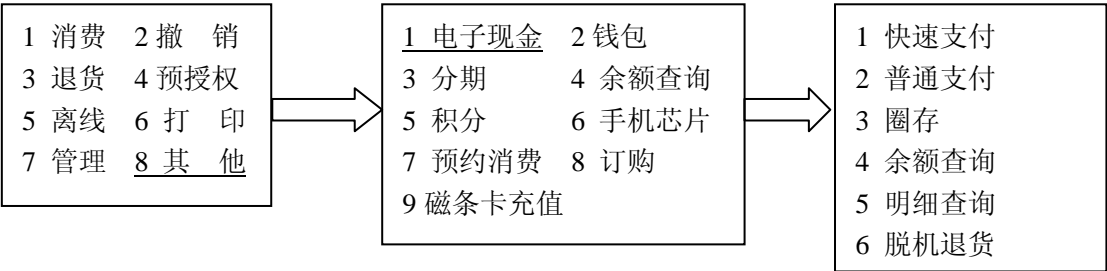 1 消费 2 撤 销
3 退货 4 预授权
5 离线 6 打 印
7 管理 8 其 他
1 电子现金 2 钱包
3 分期 4 余额查询
5 积分 6 手机芯片
7 预约消费 8 订购
9 磁条卡充值
1 快速支付
2 普通支付
3 圈存
4 余额查询
5 明细查询
6 脱机退货